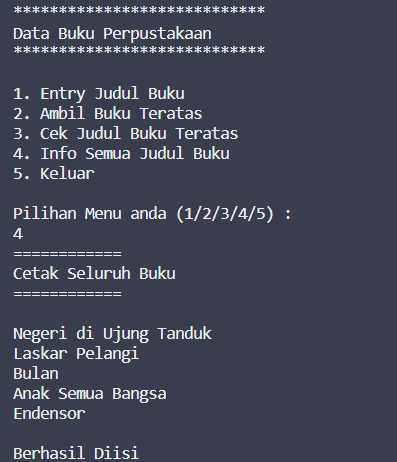 ****************************
Data Buku Perpustakaan
****************************
1. Entry Judul Buku
2. Ambil Buku Teratas
3. Cek Judul Buku Teratas
4. Info Semua Judul Buku
5. Keluar
Pilihan Menu anda (1/2/3/4/5) :
4
============
Cetak Seluruh Buku
============
Negeri di Ujung Tanduk
Laskar Pelangi
Bulan
Anak Semua Bangsa
Endensor
Berhasil Diisi